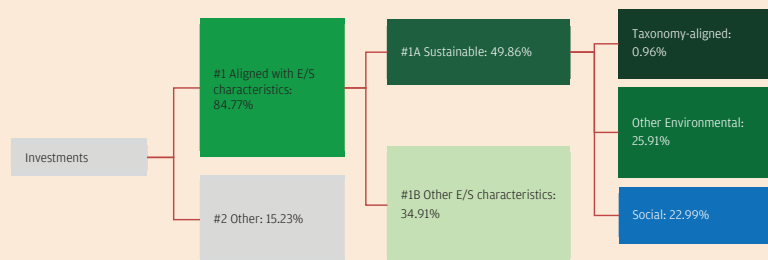 Investments
#1 Aligned with E/S
characteristics:
84.77%
#2 Other: 15.23%
#1A Sustainable: 49.86%
#1B Other E/S characteristics:
34.91%
Taxonomy-aligned:
0.96%
Other Environmental:
25.91%
Social: 22.99%